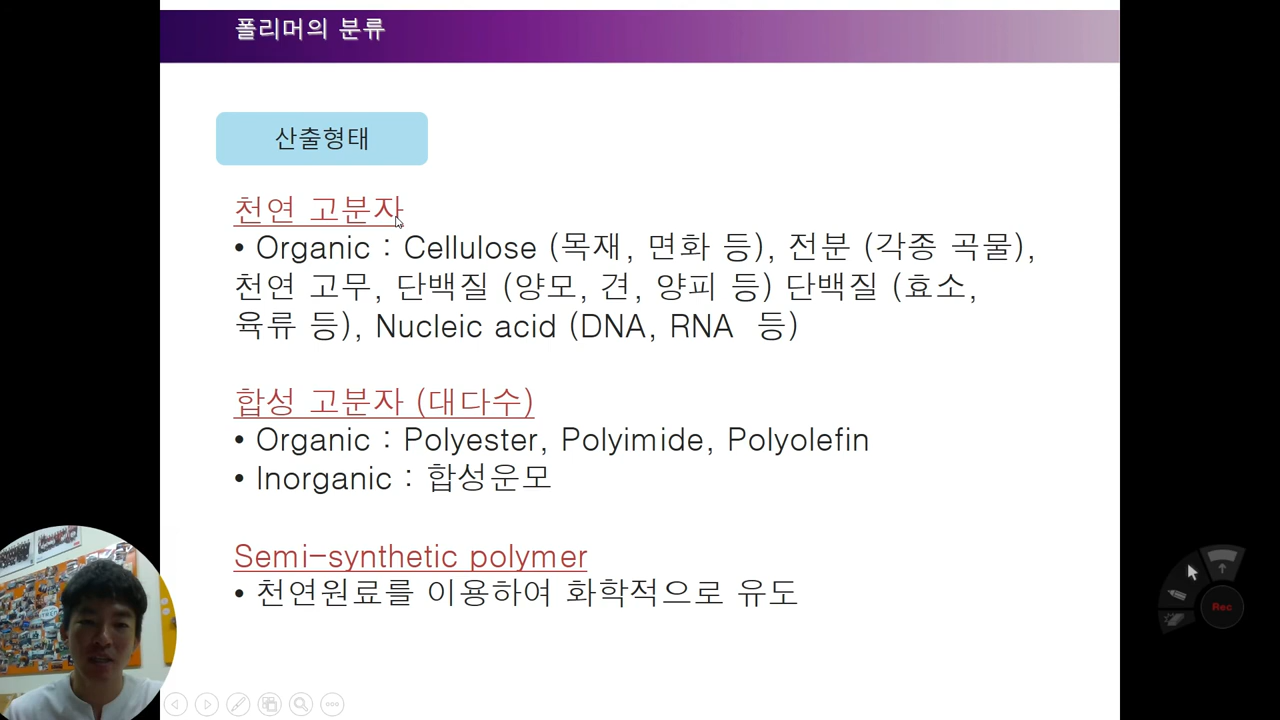 폴리머의 분류
산출형태
천연 고분자
• Organic : Cellulose (목재, 면화 등), 전분 (각종 곡물),
천연 고무, 단백질 (양모, 견, 양피 등) 단백질 (효소,
육류 등), Nucleic acid (DNA, RNA 등)
합성 고분자 (대다수)
• Organic : Polyester, Polyimide, Polyolefin
• Inorganic : 합성운모
Semi-synthetic polymer
• 천연원료를 이용하여 화학적으로 유도
Rec